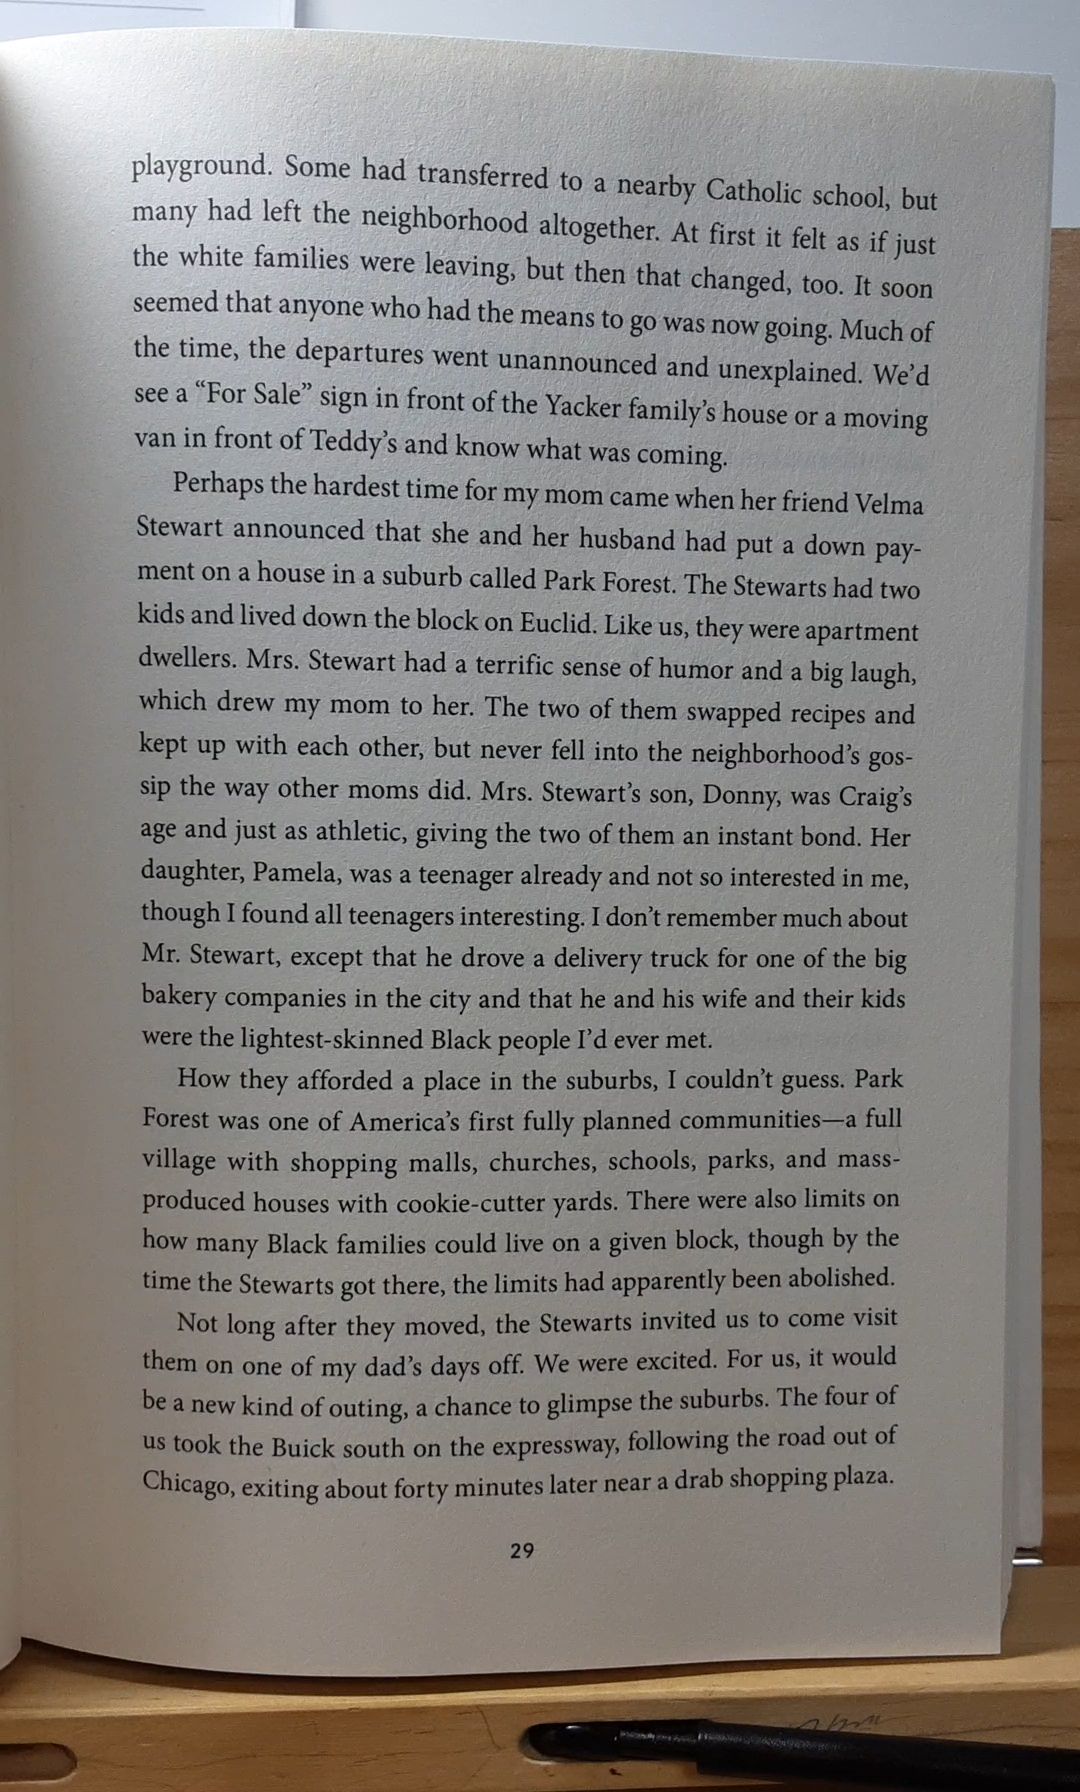 playground. Some had transferred to a nearby Catholic school, but
many had left the neighborhood altogether. At first it felt as if just
the white families were leaving, but then that changed, too. It soon
seemed that anyone who had the means to go was now going. Much of
the time, the departures went unannounced and unexplained. We’d
see a “For Sale” sign in front of the Yacker family’s house or a moving
van in front of Teddy’s and know what was coming.
Perhaps the hardest time for my mom came when her friend Velma
Stewart announced that she and her husband had put a down pay-
ment on a house in a suburb called Park Forest. The Stewarts had two
kids and lived down the block on Euclid. Like us, they were apartment
dwellers. Mrs. Stewart had a terrific sense of humor and a big laugh,
which drew my mom to her. The two of them swapped recipes and
kept up with each other, but never fell into the neighborhood’s gos-
sip the way other moms did. Mrs. Stewart’s son, Donny, was Craig’s
age and just as athletic, giving the two of them an instant bond. Her
daughter, Pamela, was a teenager already and not so interested in me,
though I found all teenagers interesting. I don’t remember much about
Mr. Stewart, except that he drove a delivery truck for one of the big
bakery companies in the city and that he and his wife and their kids
were the lightest-skinned Black people I’d ever met.
How they afforded a place in the suburbs, I couldn’t guess. Park
Forest was one of America’s first fully planned communities—a full
village with shopping malls, churches, schools, parks, and mass-
produced houses with cookie-cutter yards. There were also limits on
how many Black families could live on a given block, though by the
time the Stewarts got there, the limits had apparently been abolished.
Not long after they moved, the Stewarts invited us to come visit
them on one of my dad’s days off. We were excited. For us, it would
be a new kind of outing, a chance to glimpse the suburbs. The four of
us took the Buick south on the expressway, following the road out of
Chicago, exiting about forty minutes later near a drab shopping plaza.
29